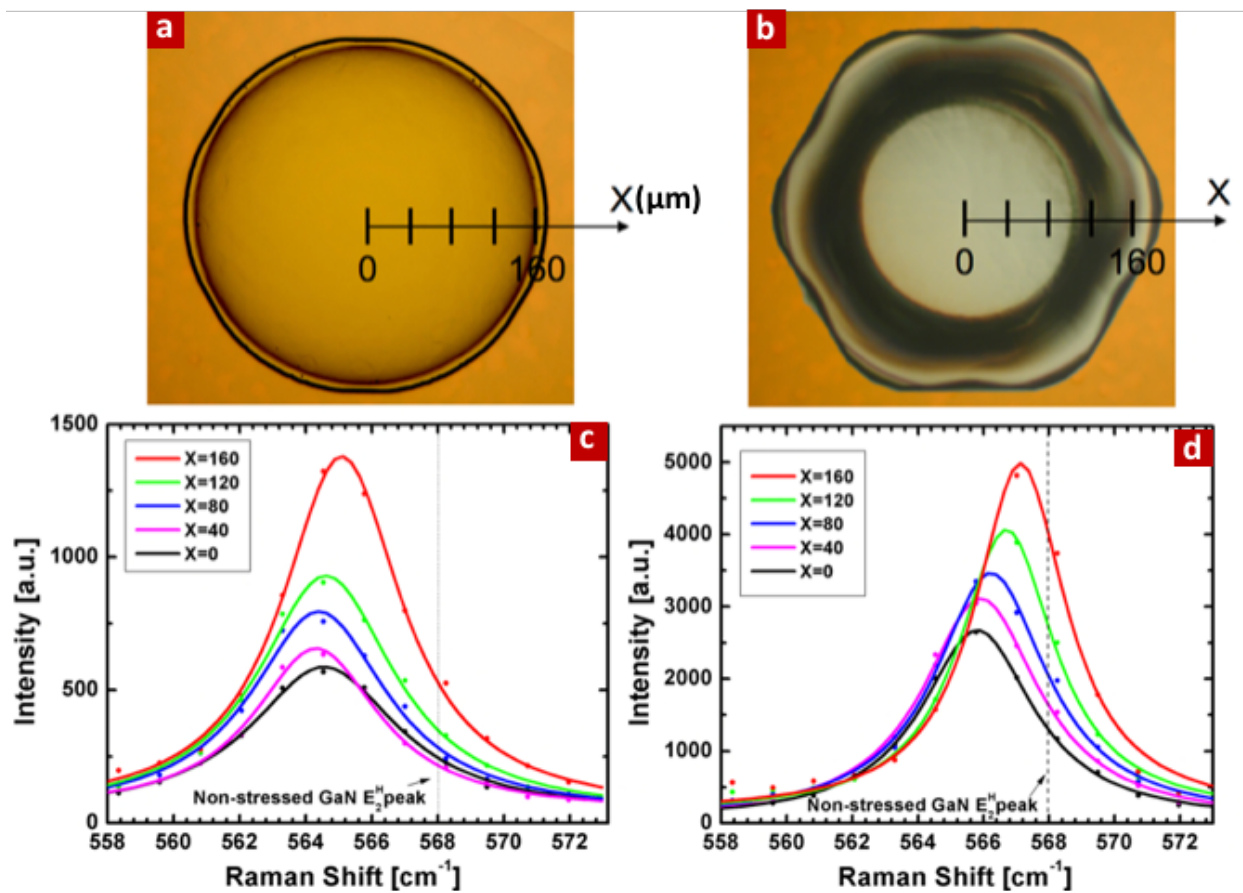 a
X(μm)
0
160
b
X
0
160
c
1500
1000
500
0
Intensity [a.u.]
X=160
X=120
X=80
X=40
X=0
Non-stressed GaN E₂ᴴ peak
558 560 562 564 566 568 570 572
Raman Shift [cm⁻¹]
d
5000
4000
3000
2000
1000
0
Intensity [a.u.]
X=160
X=120
X=80
X=40
X=0
Non-stressed GaN E₂ᴴ peak
558 560 562 564 566 568 570 572
Raman Shift [cm⁻¹]